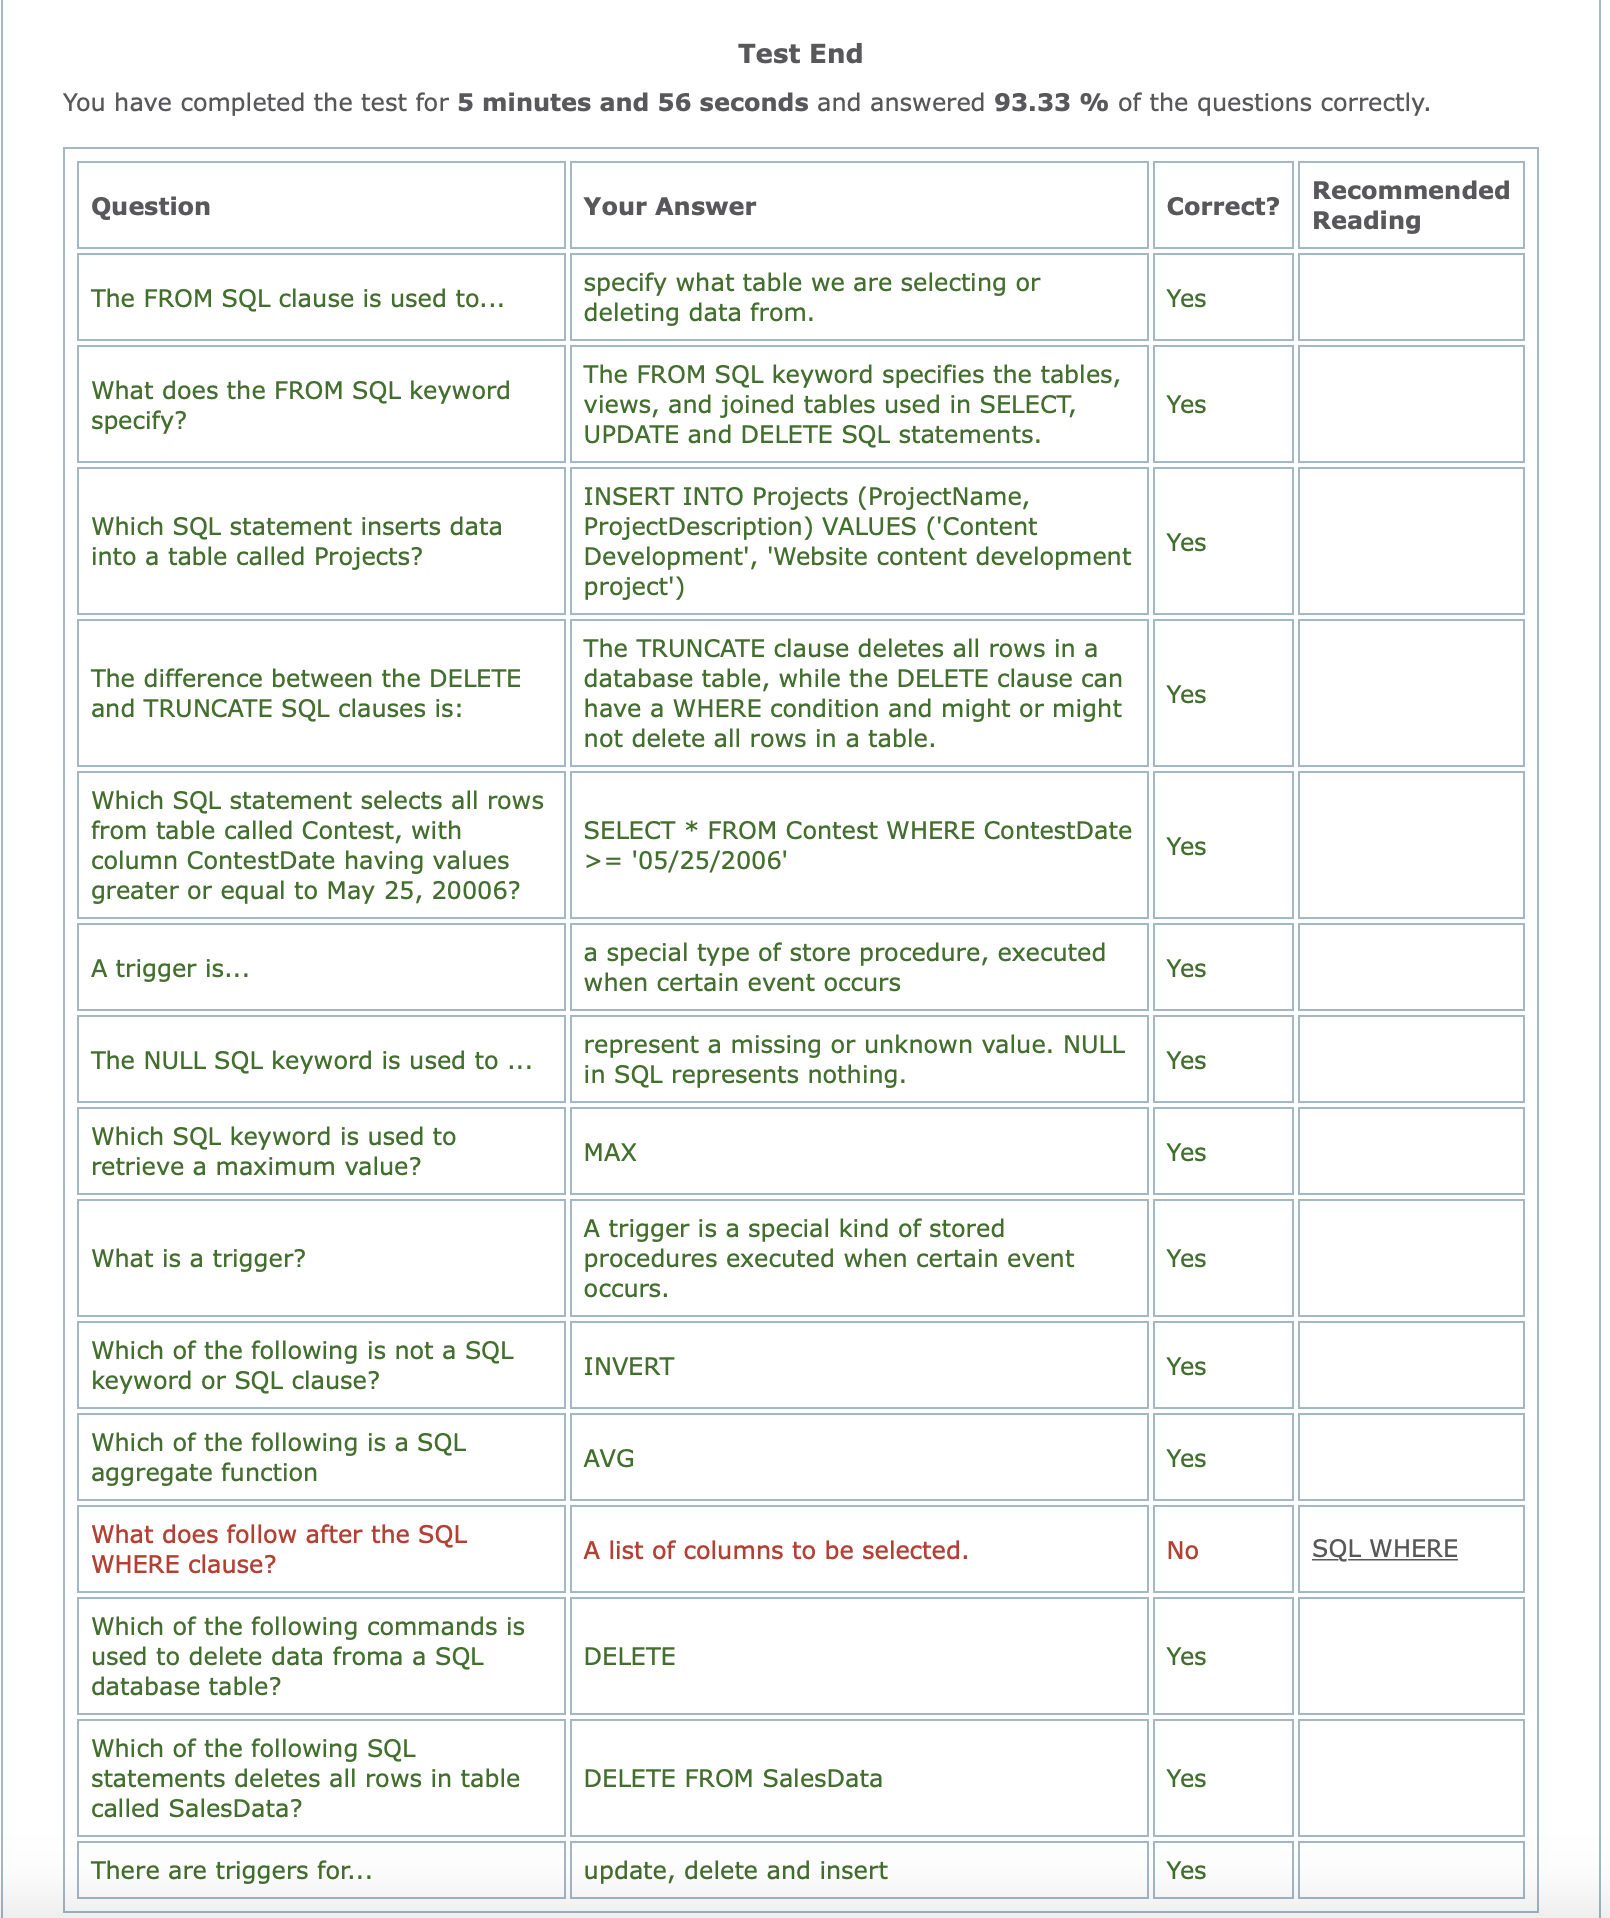 Test End
You have completed the test for 5 minutes and 56 seconds and answered 93.33 % of the questions correctly.
Question
Your Answer
Correct?
Recommended
Reading
The FROM SQL clause is used to...
specify what table we are selecting or
deleting data from.
Yes
What does the FROM SQL keyword
specify?
The FROM SQL keyword specifies the tables,
views, and joined tables used in SELECT,
UPDATE and DELETE SQL statements.
Yes
Which SQL statement inserts data
into a table called Projects?
INSERT INTO Projects (ProjectName,
ProjectDescription) VALUES ('Content
Development', 'Website content development
project')
Yes
The difference between the DELETE
and TRUNCATE SQL clauses is:
The TRUNCATE clause deletes all rows in a
database table, while the DELETE clause can
have a WHERE condition and might or might
not delete all rows in a table.
Yes
Which SQL statement selects all rows
from table called Contest, with
column ContestDate having values
greater or equal to May 25, 20006?
SELECT * FROM Contest WHERE ContestDate
>= '05/25/2006'
Yes
A trigger is...
a special type of store procedure, executed
when certain event occurs
Yes
The NULL SQL keyword is used to ...
represent a missing or unknown value. NULL
in SQL represents nothing.
Yes
Which SQL keyword is used to
retrieve a maximum value?
MAX
Yes
What is a trigger?
A trigger is a special kind of stored
procedures executed when certain event
occurs.
Yes
Which of the following is not a SQL
keyword or SQL clause?
INVERT
Yes
Which of the following is a SQL
aggregate function
AVG
Yes
What does follow after the SQL
WHERE clause?
A list of columns to be selected.
No
SQL WHERE
Which of the following commands is
used to delete data froma a SQL
database table?
DELETE
Yes
Which of the following SQL
statements deletes all rows in table
called SalesData?
DELETE FROM SalesData
Yes
There are triggers for...
update, delete and insert
Yes